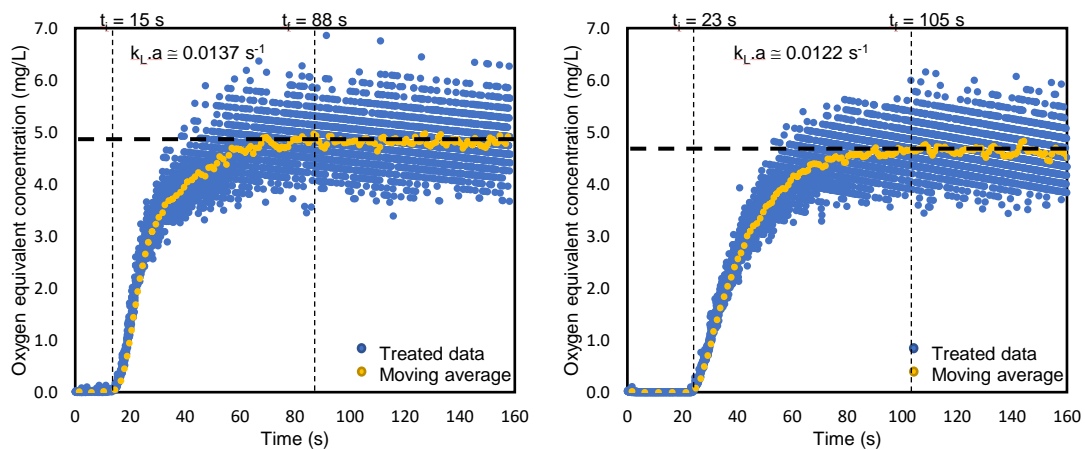 tᵢ = 15 s
t_f = 88 s
k_L.a ≅ 0.0137 s⁻¹
Oxygen equivalent concentration (mg/L)
7.0
6.0
5.0
4.0
3.0
2.0
1.0
0.0
Treated data
Moving average
0 20 40 60 80 100 120 140 160
Time (s)
tᵢ = 23 s
t_f = 105 s
k_L.a ≅ 0.0122 s⁻¹
Oxygen equivalent concentration (mg/L)
7.0
6.0
5.0
4.0
3.0
2.0
1.0
0.0
Treated data
Moving average
0 20 40 60 80 100 120 140 160
Time (s)